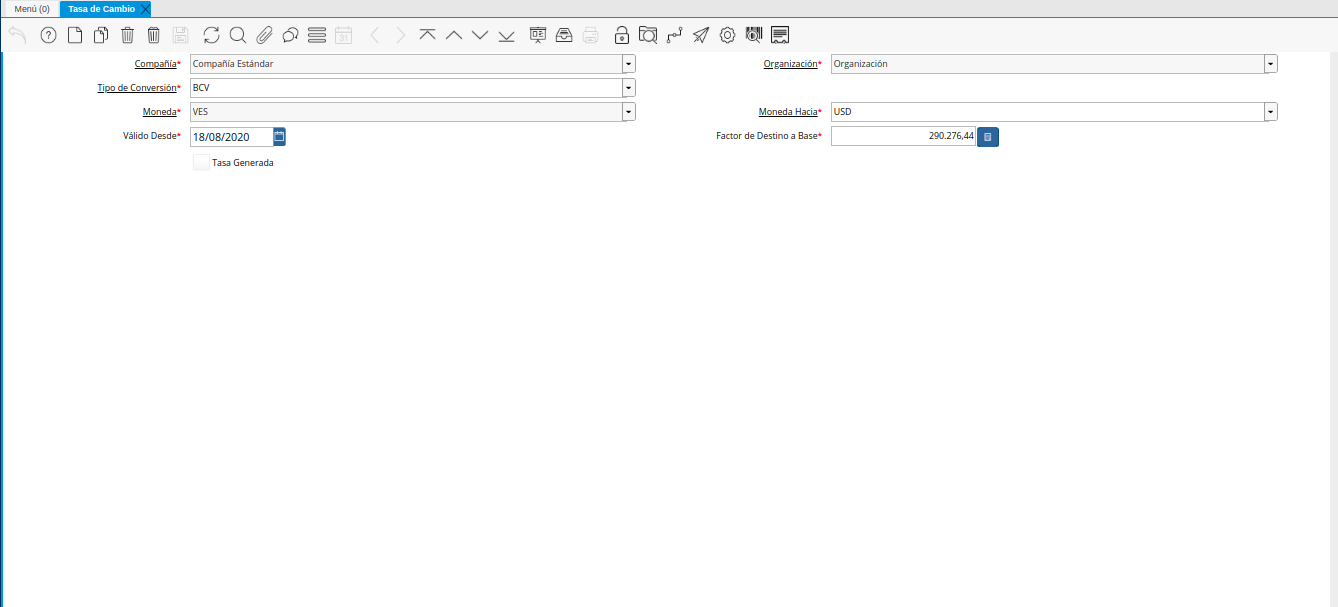 Menú (0) Tasa de Cambio
Compañía* Compañía Estándar Organización* Organización
Tipo de Conversión* BCV
Moneda* VES Moneda Hacia* USD
Válido Desde* 18/08/2020 Factor de Destino a Base* 290.276,44
Tasa Generada